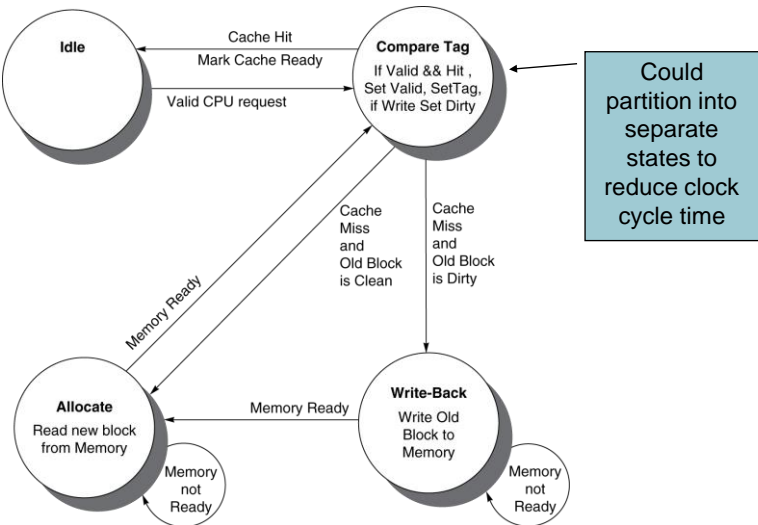 Idle
Cache Hit
Mark Cache Ready
Valid CPU request
Compare Tag
If Valid && Hit ,
Set Valid, SetTag,
if Write Set Dirty
Could
partition into
separate
states to
reduce clock
cycle time
Cache
Miss
and
Old Block
is Clean
Cache
Miss
and
Old Block
is Dirty
Memory Ready
Allocate
Read new block
from Memory
Memory Ready
Write-Back
Write Old
Block to
Memory
Memory
not
Ready
Memory
not
Ready